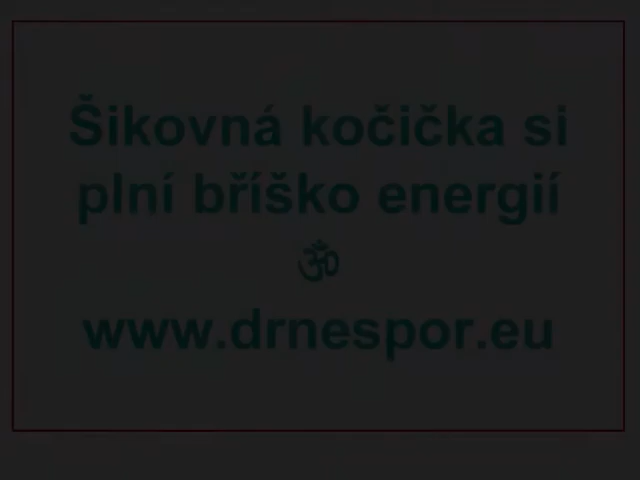 Šikovná kočička si
plní bříško energií
ॐ
www.drnespor.eu